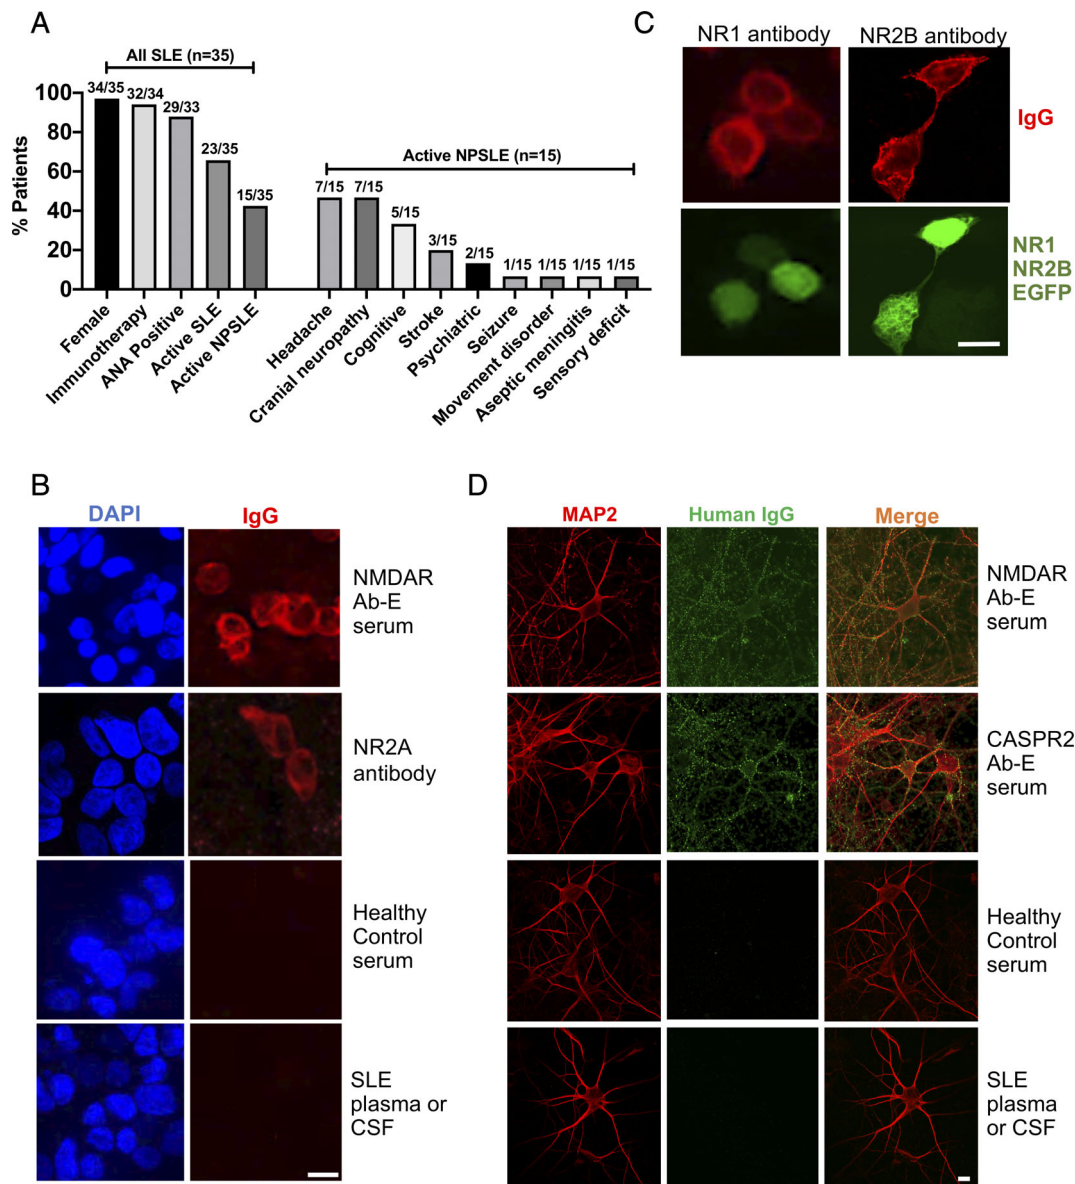 A
All SLE (n=35)
34/35
32/34
29/33
23/35
15/35
Active NPSLE (n=15)
7/15
7/15
5/15
3/15
2/15
1/15
1/15
1/15
1/15
% Patients
100
80
60
40
20
0
Female
Immunotherapy
ANA Positive
Active SLE
Active NPSLE
Headache
Cranial neuropathy
Cognitive
Stroke
Psychiatric
Seizure
Movement disorder
Aseptic meningitis
Sensory deficit
C
NR1 antibody
NR2B antibody
IgG
NR1
NR2B
EGFP
B
DAPI
IgG
NMDAR
Ab-E
serum
NR2A
antibody
Healthy
Control
serum
SLE
plasma or
CSF
D
MAP2
Human IgG
Merge
NMDAR
Ab-E
serum
CASPR2
Ab-E
serum
Healthy
Control
serum
SLE
plasma
or CSF